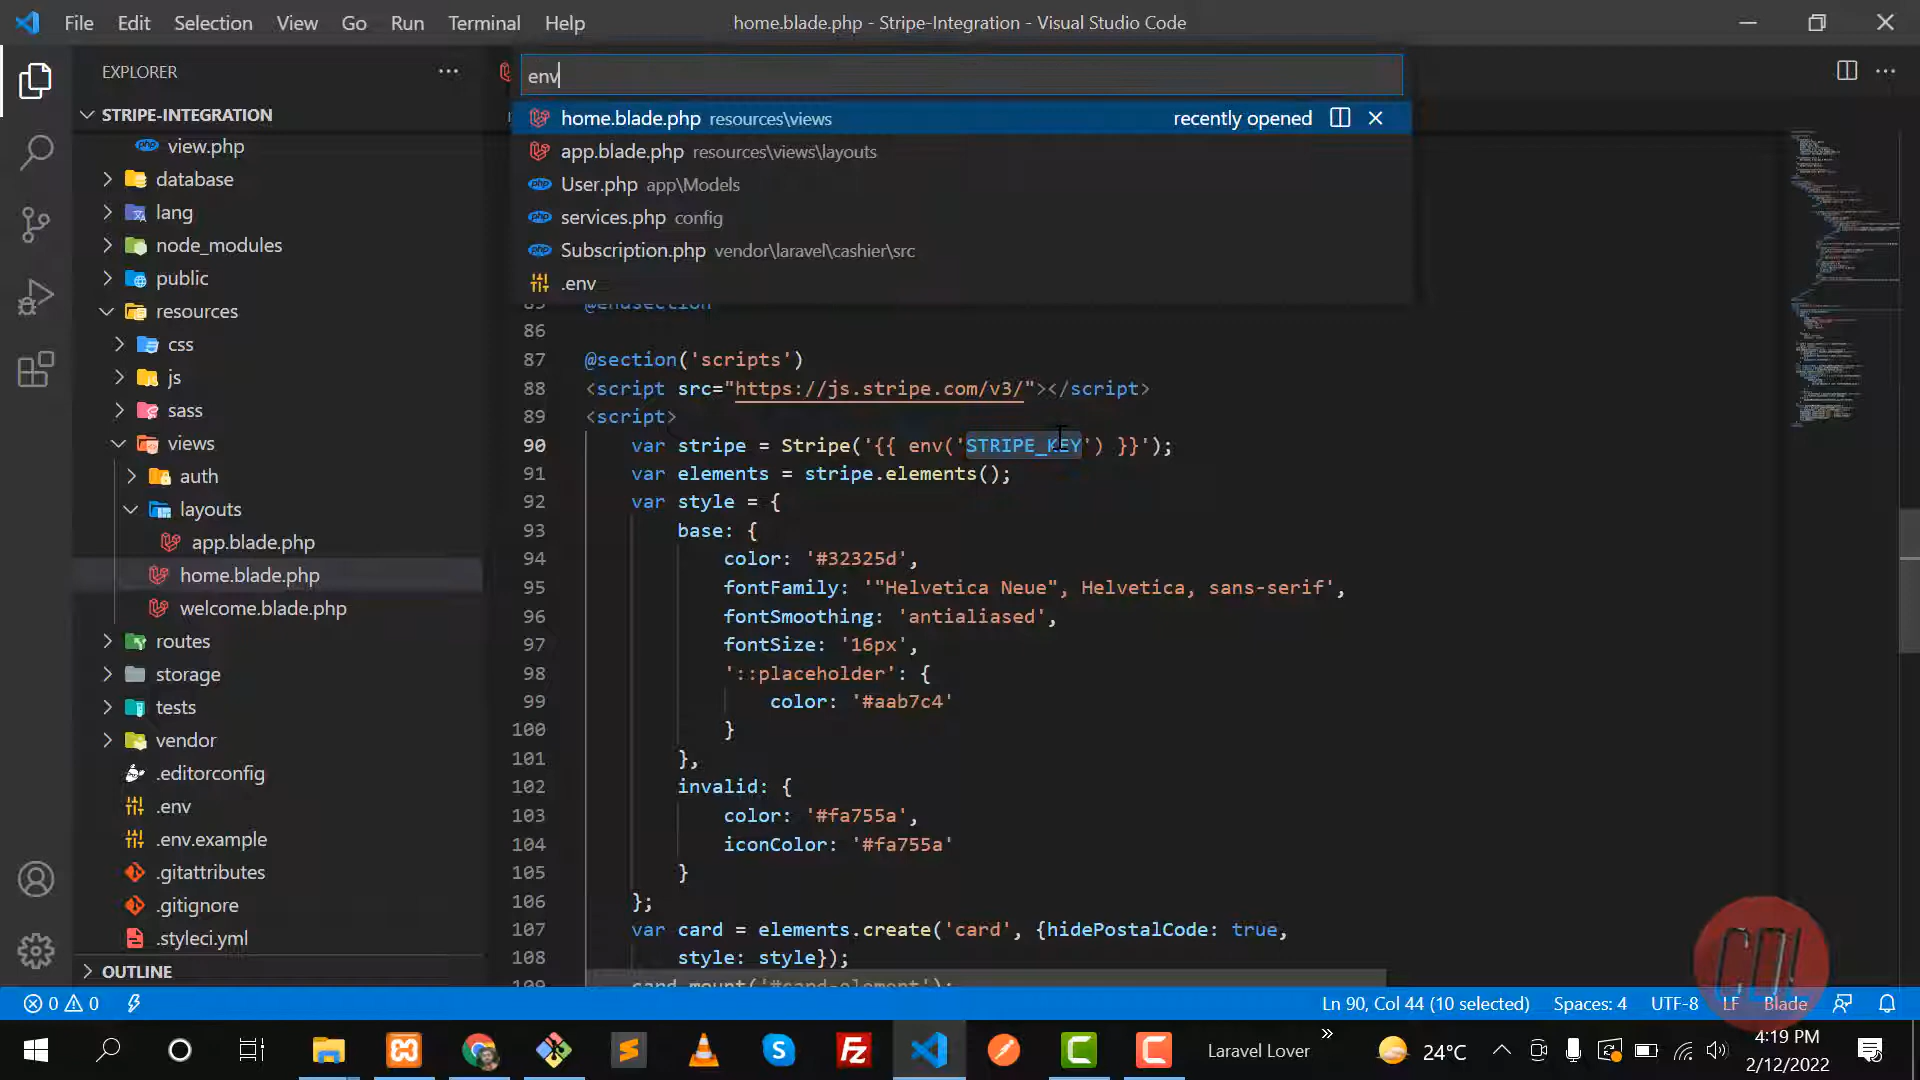 File Edit Selection View Go Run Terminal Help
home.blade.php - Stripe-Integration - Visual Studio Code
EXPLORER
STRIPE-INTEGRATION
view.php
database
lang
node_modules
public
resources
css
js
sass
views
auth
layouts
app.blade.php
home.blade.php
welcome.blade.php
routes
storage
tests
vendor
.editorconfig
.env
.env.example
.gitattributes
.gitignore
.styleci.yml
OUTLINE
env
home.blade.php resources\views recently opened
app.blade.php resources\views\layouts
User.php app\Models
services.php config
Subscription.php vendor\laravel\cashier\src
.env
85 @endsection
86
87 @section('scripts')
88 <script src="https://js.stripe.com/v3/"></script>
89 <script>
90 var stripe = Stripe('{{ env('STRIPE_KEY') }}');
91 var elements = stripe.elements();
92 var style = {
93 base: {
94 color: '#32325d',
95 fontFamily: '"Helvetica Neue", Helvetica, sans-serif',
96 fontSmoothing: 'antialiased',
97 fontSize: '16px',
98 '::placeholder': {
99 color: '#aab7c4'
100 }
101 },
102 invalid: {
103 color: '#fa755a',
104 iconColor: '#fa755a'
105 }
106 };
107 var card = elements.create('card', {hidePostalCode: true,
108 style: style});
109 card.mount('#card-element');
0 0
Ln 90, Col 44 (10 selected) Spaces: 4 UTF-8 LF Blade
Laravel Lover
24°C
4:19 PM
2/12/2022